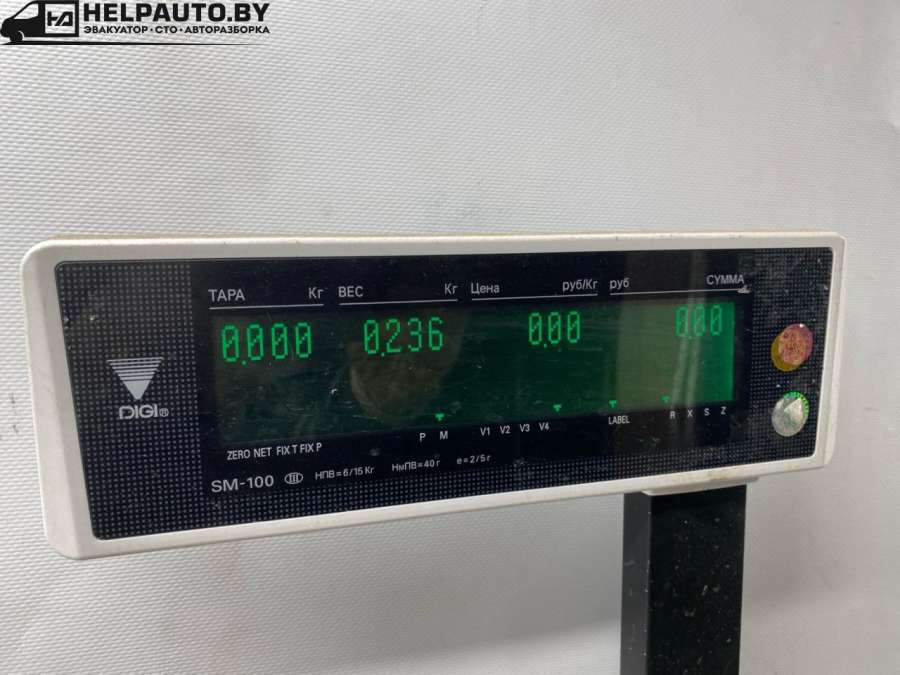 HELPAUTO.BY
ЭВАКУАТОР • СТО • АВТОРАЗБОРКА
ТАРА Кг ВЕС Кг Цена руб/Кг руб СУММА
0.000 0.236 0.00 0.00
DIGI®
P M V1 V2 V3 V4 LABEL R X S Z
ZERO NET FIX T FIX P
SM-100 III НПВ=6/15 Кг НмПВ=40 г e=2/5 г